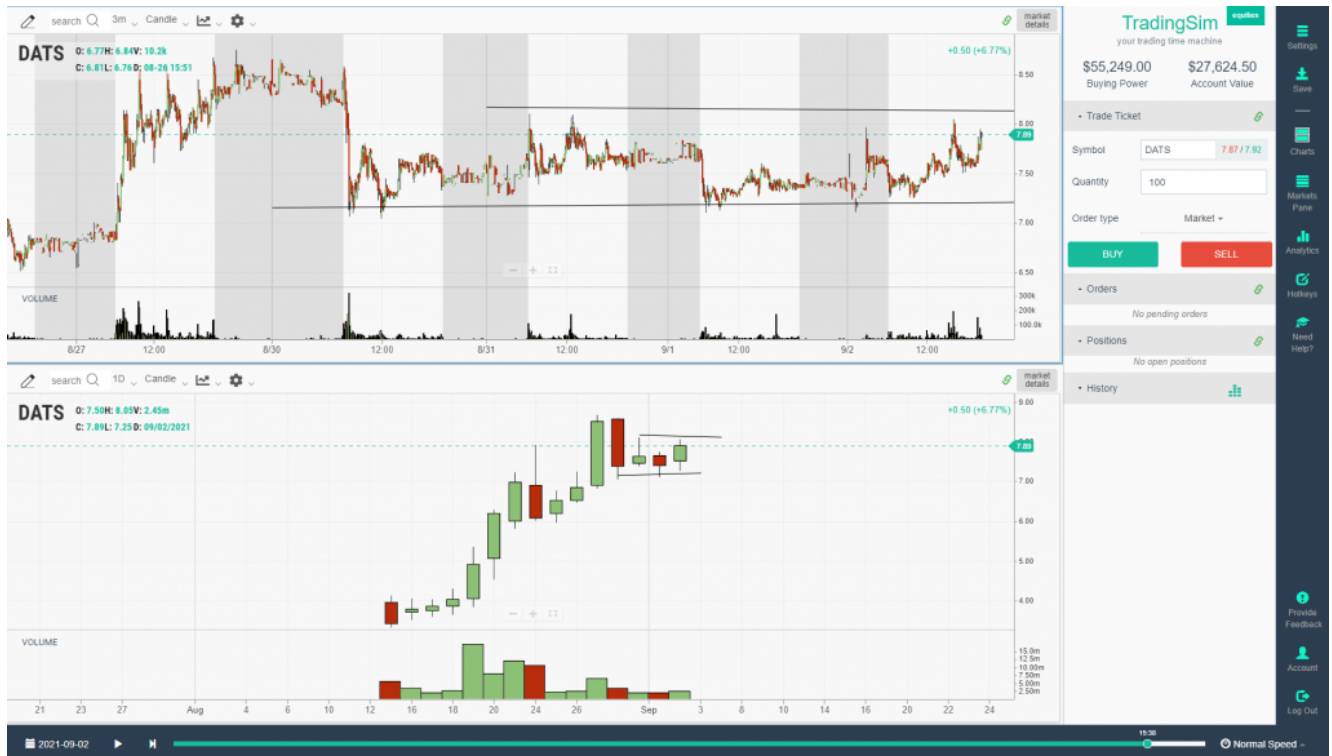 search 3m Candle
market details
DATS O: 6.77H: 6.84V: 10.2k
C: 6.81L: 6.76 D: 08-26 15:51
+0.50 (+6.77%)
8.50
8.00
7.89
7.50
7.00
6.50
VOLUME
300k
200k
100.0k
8/27 12:00 8/30 12:00 8/31 12:00 9/1 12:00 9/2 12:00
search 1D Candle
market details
DATS O: 7.50H: 8.05V: 2.45m
C: 7.89L: 7.25 D: 09/02/2021
+0.50 (+6.77%)
9.00
7.89
7.00
6.00
5.00
4.00
VOLUME
15.0m
12.5m
10.00m
7.50m
5.00m
2.50m
21 23 27 Aug 4 6 10 12 16 18 20 24 26 Sep 3 8 10 14 16 20 22 24
TradingSim equities
your trading time machine
$55,249.00 $27,624.50
Buying Power Account Value
Trade Ticket
Symbol DATS 7.87 / 7.92
Quantity 100
Order type Market
BUY SELL
Orders
No pending orders
Positions
No open positions
History
Settings
Save
Charts
Markets Pane
Analytics
Hotkeys
Need Help?
Provide Feedback
Account
Log Out
2021-09-02 15:38 Normal Speed